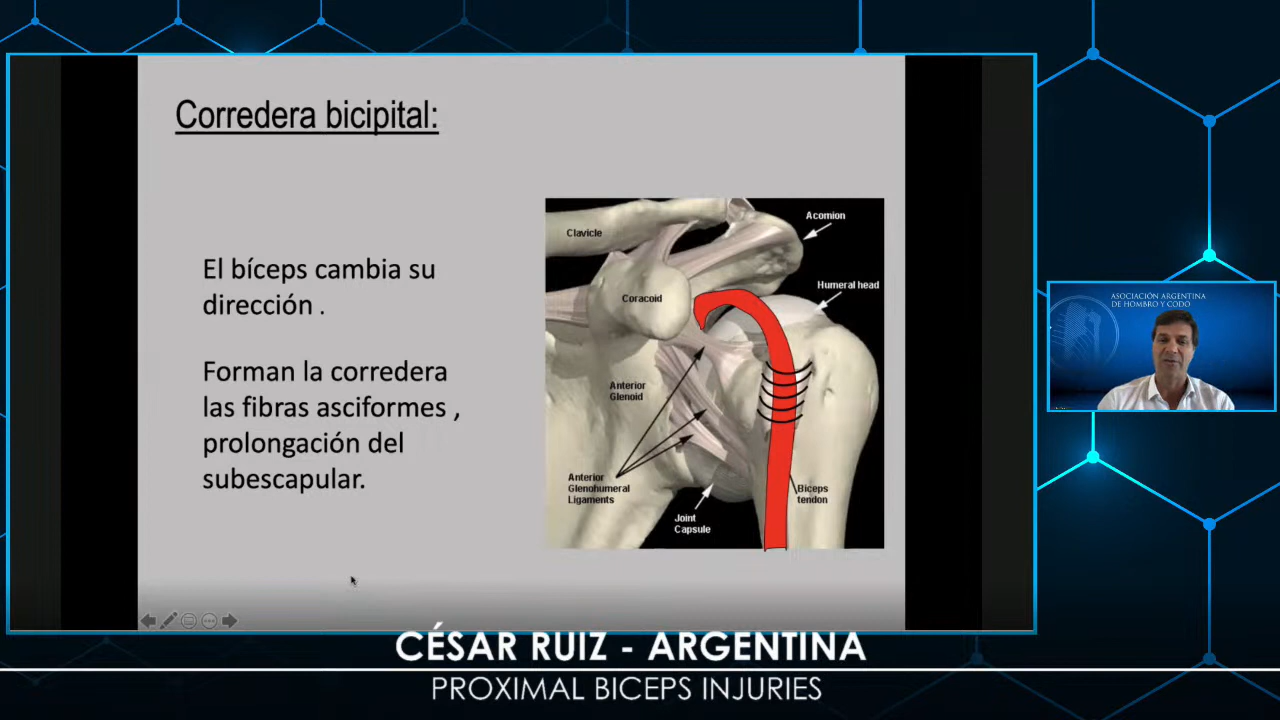 Corredera bicipital:
El bíceps cambia su
dirección .
Forman la corredera
las fibras asciformes ,
prolongación del
subescapular.
Acomion
Clavicle
Humeral head
Coracoid
Anterior
Glenoid
Anterior
Glenohumeral
Ligaments
Biceps
tendon
Joint
Capsule
ASOCIACIÓN ARGENTINA
DE HOMBRO Y CODO
CÉSAR RUIZ - ARGENTINA
PROXIMAL BICEPS INJURIES